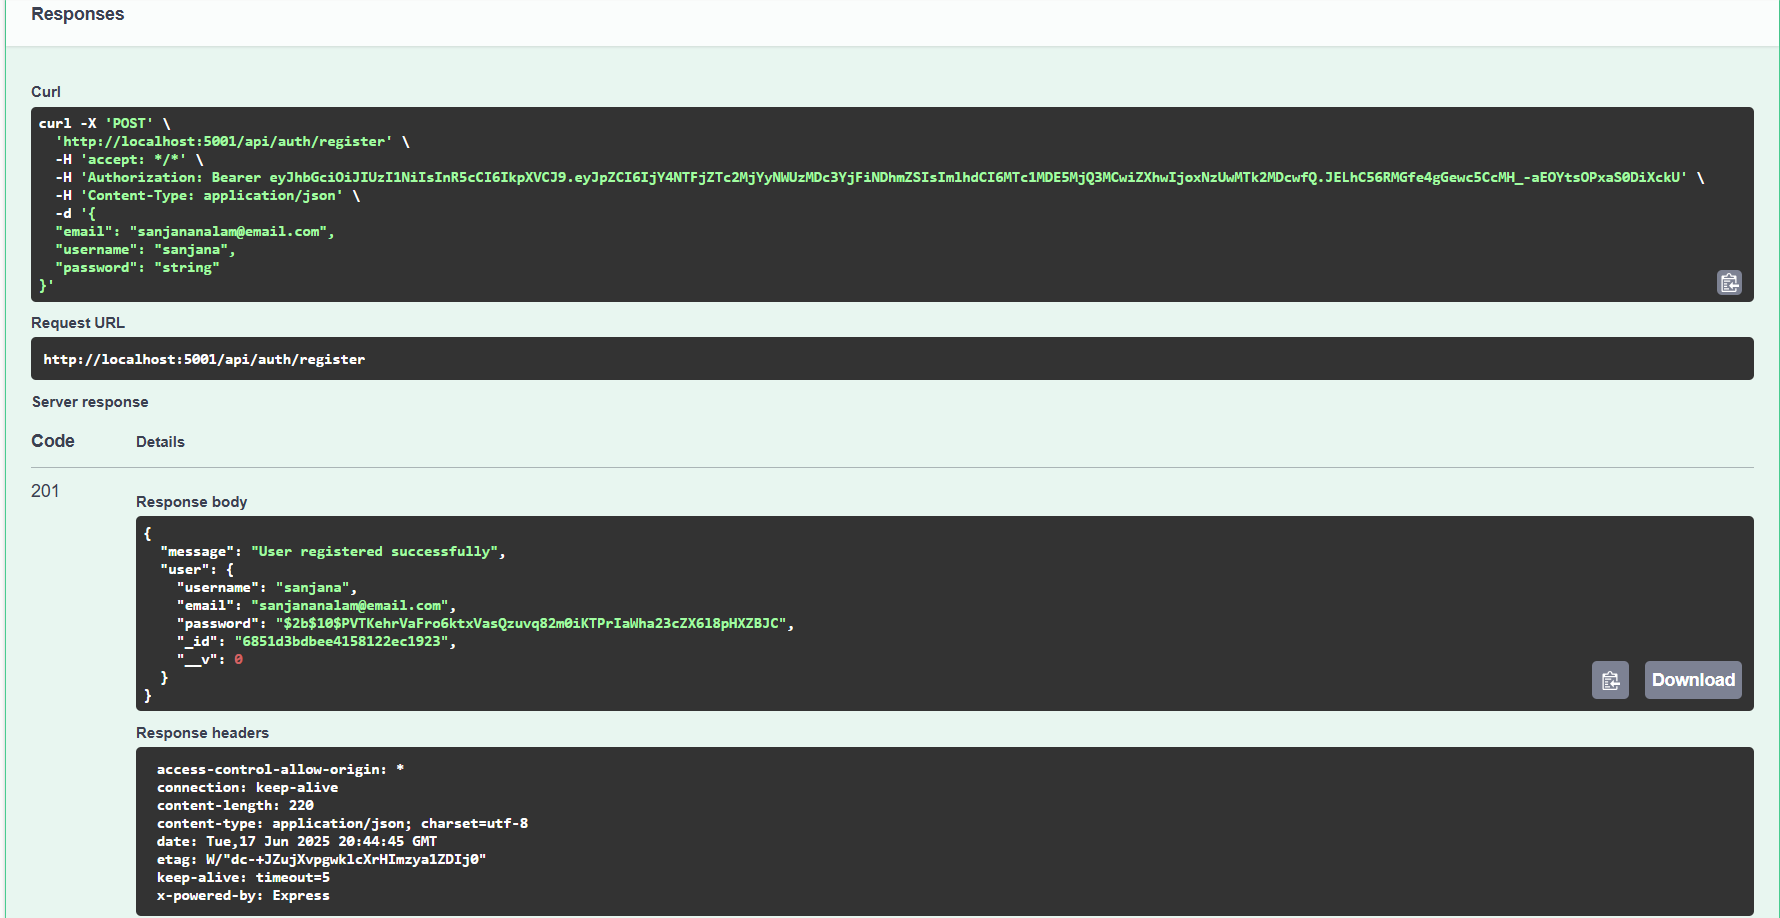 Responses
Curl
curl -X 'POST' \
'http://localhost:5001/api/auth/register' \
-H 'accept: */*' \
-H 'Authorization: Bearer eyJhbGciOiJIUzI1NiIsInR5cCI6IkpXVCJ9.eyJpZCI6IjY4NTFjZTc2MjYyNWUzMDc3YjFiNDhmZSIsImlhdCI6MTc1MDE5MjQ3MCwiZXhwIjoxNzUwMTk2MDcwfQ.JELhC56RMGfe4gGewc5CcMH_-aEOYtsOPxaS0DiXckU' \
-H 'Content-Type: application/json' \
-d '{
"email": "sanjananalam@email.com",
"username": "sanjana",
"password": "string"
}'
Request URL
http://localhost:5001/api/auth/register
Server response
Code Details
201
Response body
{
"message": "User registered successfully",
"user": {
"username": "sanjana",
"email": "sanjananalam@email.com",
"password": "$2b$10$PVTKehrVaFro6ktxVasQzuvq82m0iKTPrIaWha23cZX6l8pHXZBJC",
"_id": "6851d3bdbee4158122ec1923",
"__v": 0
}
}
Download
Response headers
access-control-allow-origin: *
connection: keep-alive
content-length: 220
content-type: application/json; charset=utf-8
date: Tue,17 Jun 2025 20:44:45 GMT
etag: W/"dc-+JZujXvpgwklcXrHImzya1ZDIj0"
keep-alive: timeout=5
x-powered-by: Express